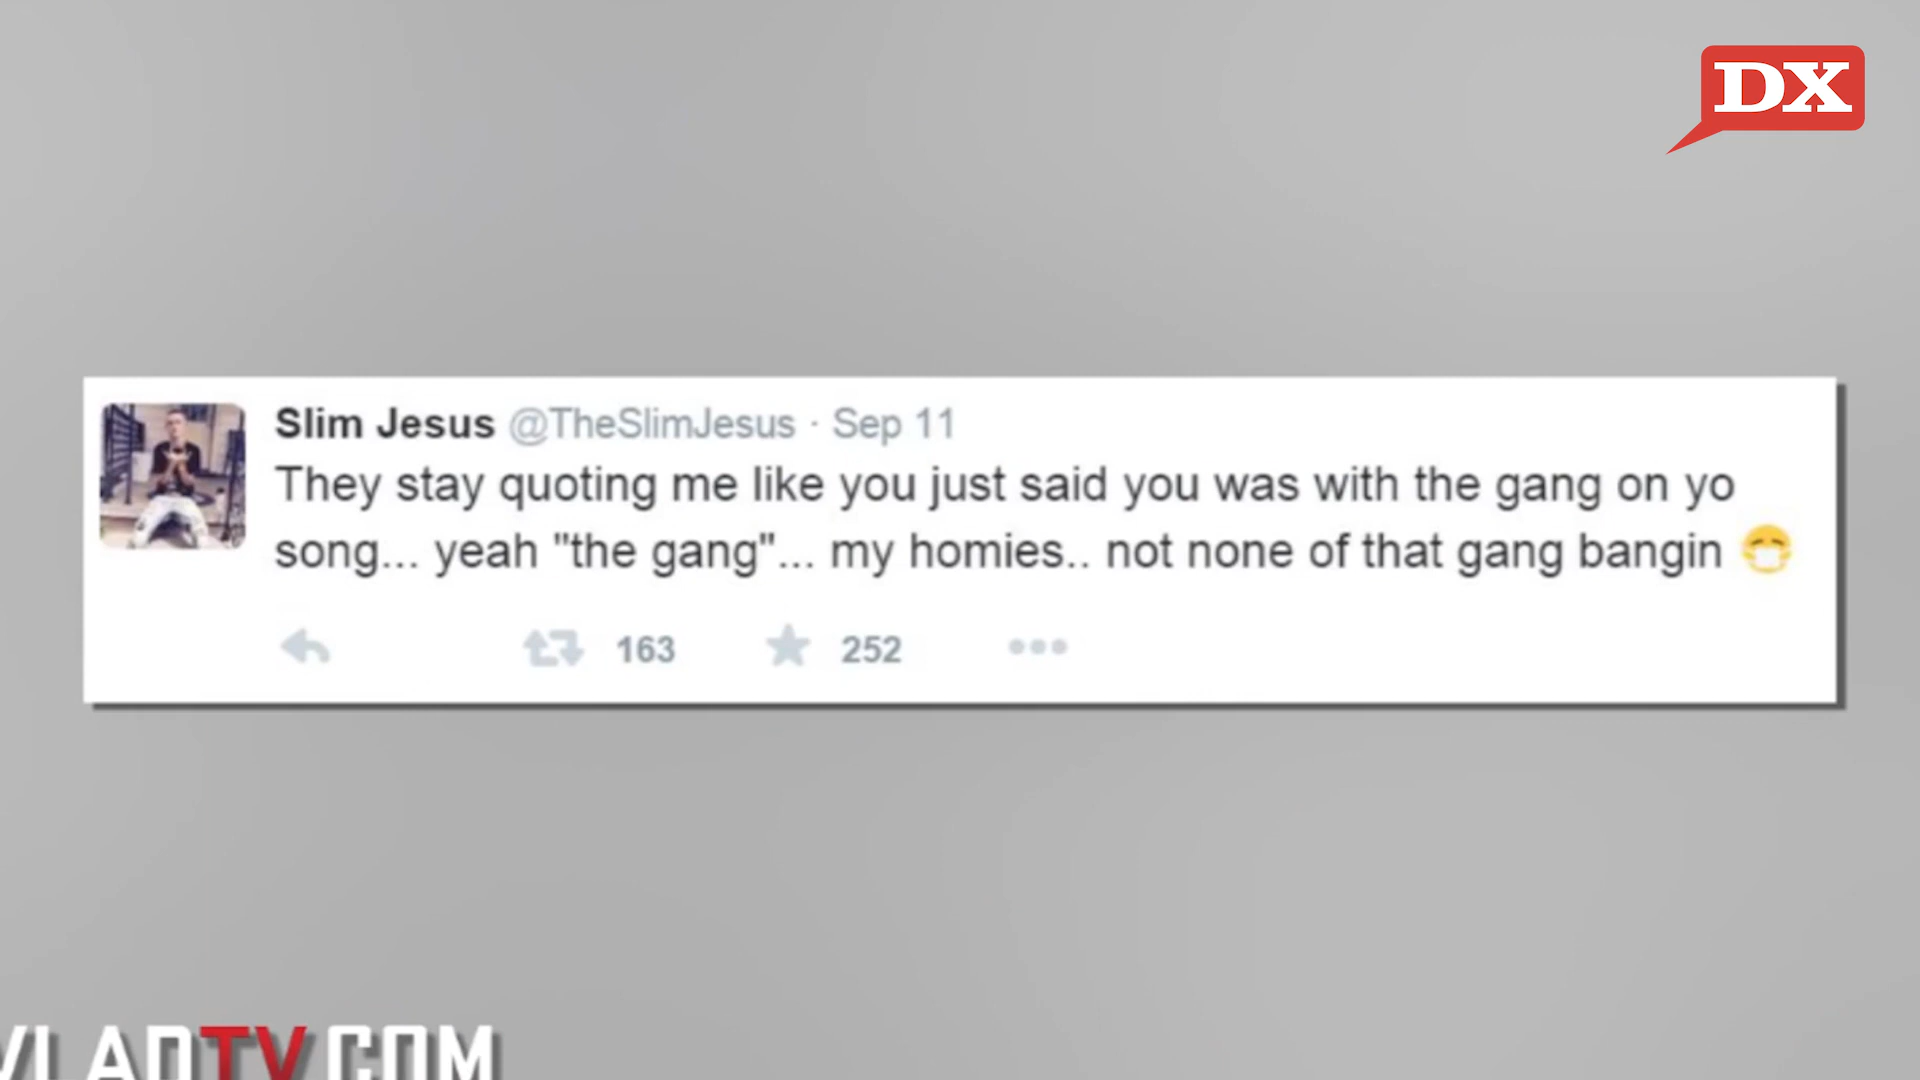 DX
Slim Jesus @TheSlimJesus · Sep 11
They stay quoting me like you just said you was with the gang on yo
song... yeah "the gang"... my homies.. not none of that gang bangin 😷
163 252
VLADTV.COM